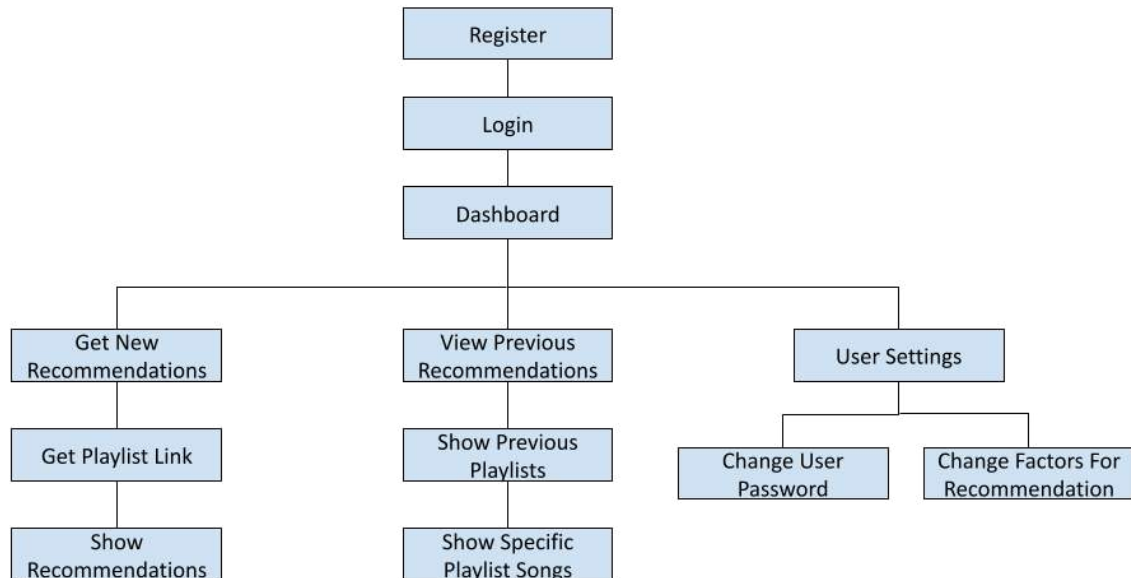 Register
Login
Dashboard
Get New
Recommendations
View Previous
Recommendations
User Settings
Get Playlist Link
Show Previous
Playlists
Change User
Password
Change Factors For
Recommendation
Show
Recommendations
Show Specific
Playlist Songs